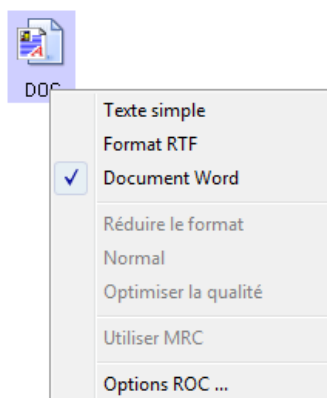 DOC
Texte simple
Format RTF
Document Word
Réduire le format
Normal
Optimiser la qualité
Utiliser MRC
Options ROC ...